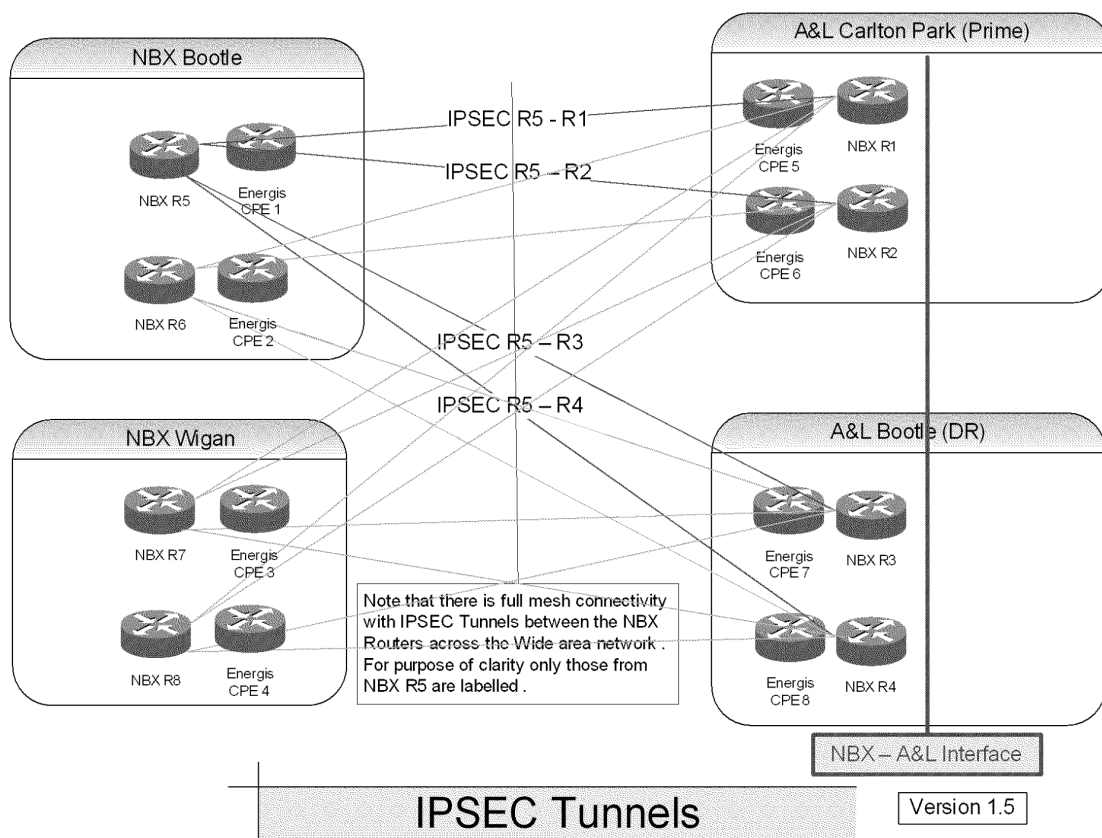 NBX Bootle
NBX R5
Energis
CPE 1
NBX R6
Energis
CPE 2
A&L Carlton Park (Prime)
Energis
CPE 5
NBX R1
Energis
CPE 6
NBX R2
IPSEC R5 - R1
IPSEC R5 – R2
IPSEC R5 – R3
IPSEC R5 – R4
NBX Wigan
NBX R7
Energis
CPE 3
NBX R8
Energis
CPE 4
A&L Bootle (DR)
Energis
CPE 7
NBX R3
Energis
CPE 8
NBX R4
Note that there is full mesh connectivity
with IPSEC Tunnels between the NBX
Routers across the Wide area network .
For purpose of clarity only those from
NBX R5 are labelled .
NBX – A&L Interface
IPSEC Tunnels
Version 1.5